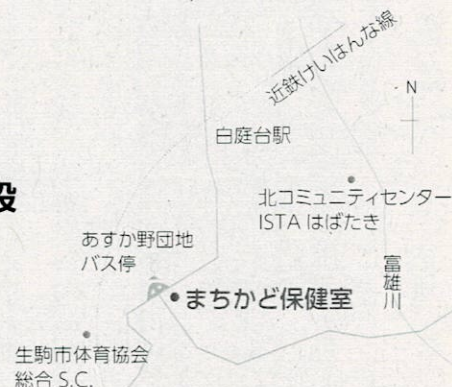 近鉄けいはんな線
N
白庭台駅
北コミュニティセンター
ISTA はばたき
設
あすか野団地
バス停
富雄川
まちかど保健室
生駒市体育協会
総合 S.C.